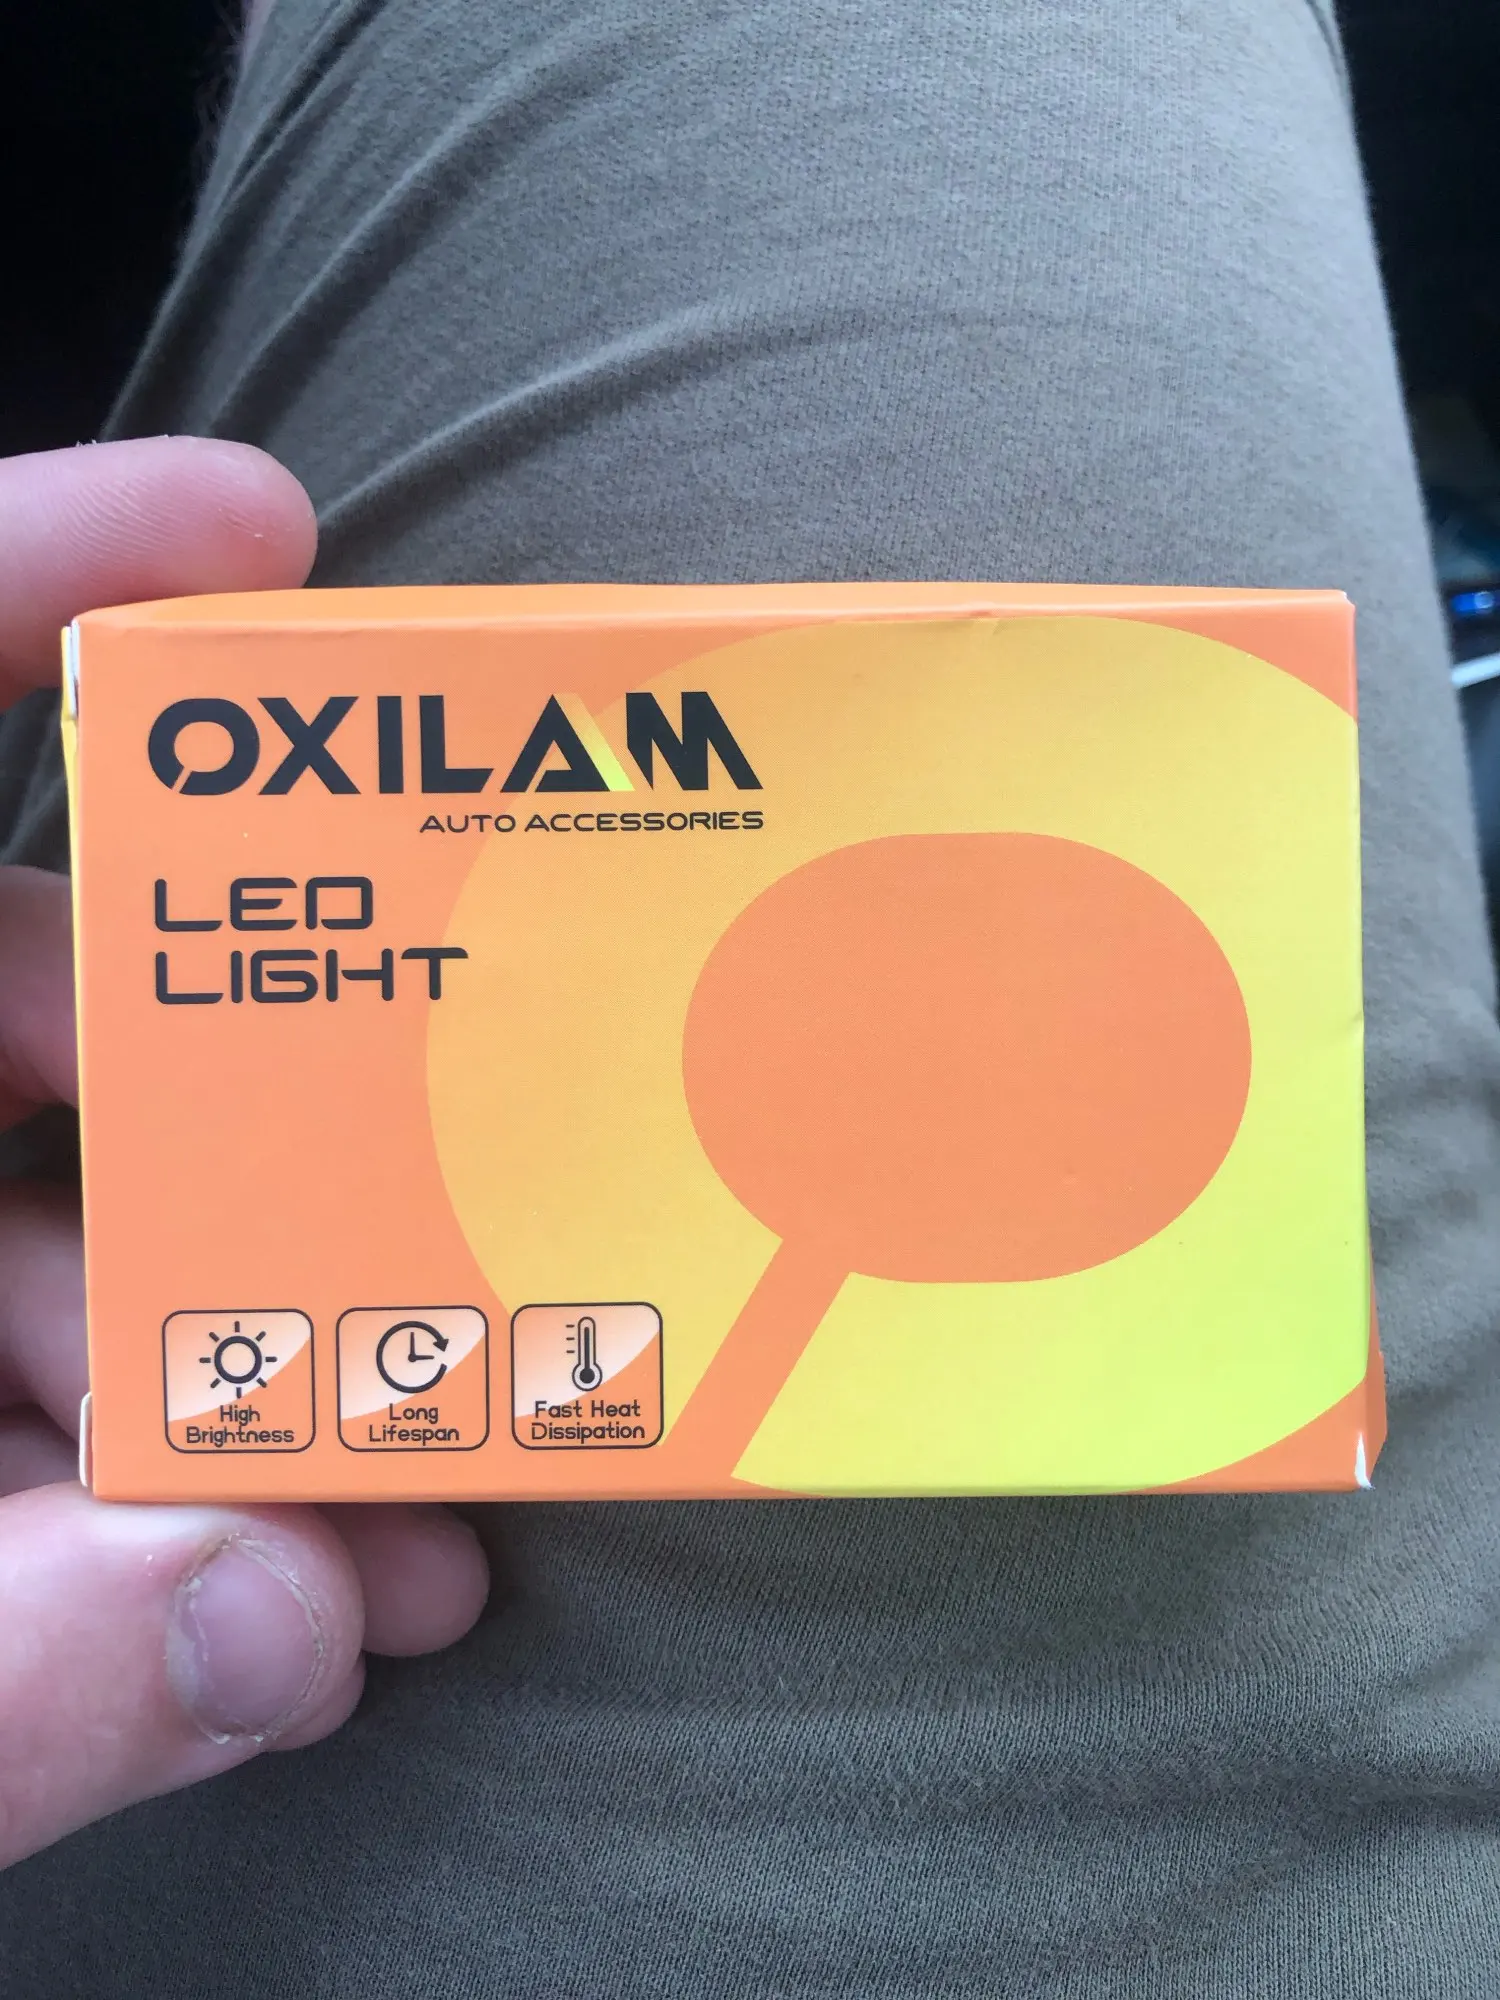 OXILAM
AUTO ACCESSORIES
LED
LIGHT
High
Brightness
Long
Lifespan
Fast Heat
Dissipation